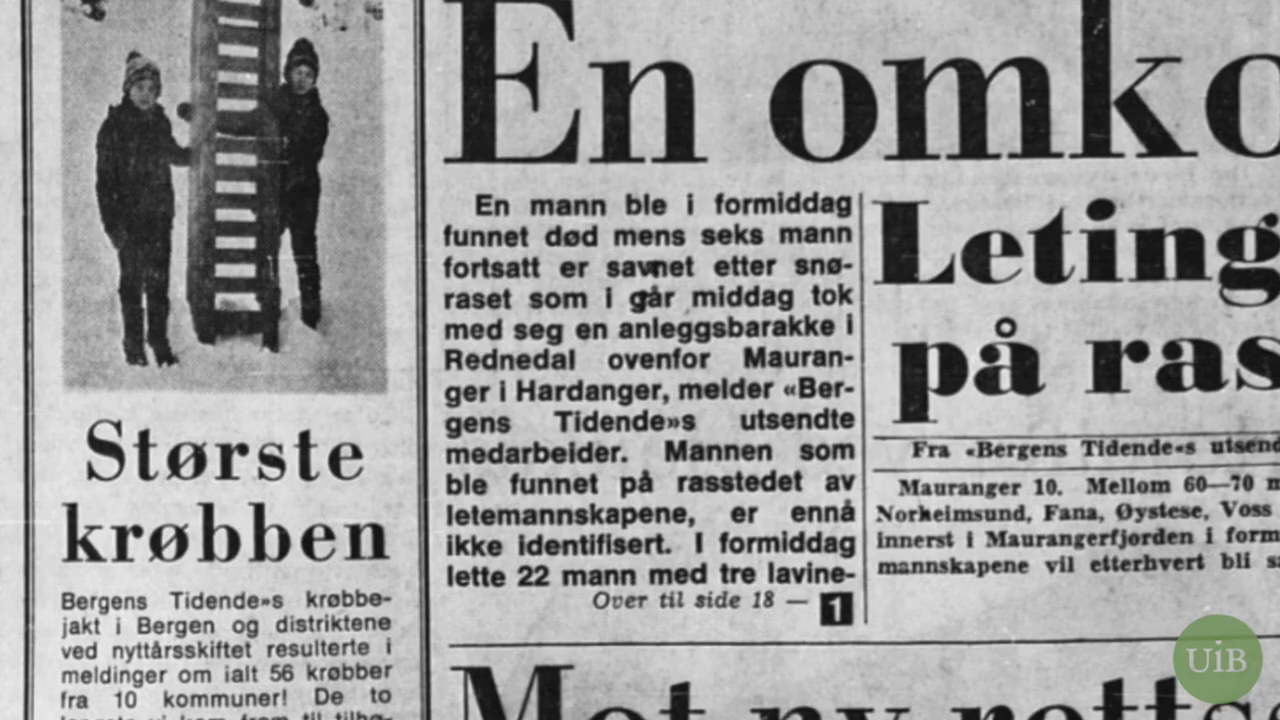 Største
krøbben
Bergens Tidende»s krøbbe-
jakt i Bergen og distriktene
ved nyttårsskiftet resulterte i
meldinger om ialt 56 krøbber
fra 10 kommuner! De to
En omko
En mann ble i formiddag
funnet død mens seks mann
fortsatt er savnet etter snø-
raset som i går middag tok
med seg en anleggsbarakke i
Rednedal ovenfor Mauran-
ger i Hardanger, melder «Ber-
gens Tidende»s utsendte
medarbeider. Mannen som
ble funnet på rasstedet av
letemannskapene, er ennå
ikke identifisert. I formiddag
lette 22 mann med tre lavine-
Over til side 18 — 1
Leting
på ras
Fra «Bergens Tidende«s utsend
Mauranger 10. Mellom 60—70 m
Norheimsund, Fana, Øystese, Voss
innerst i Maurangerfjørden i form
mannskapene vil etterhvert bli s
Mot ny
UiB